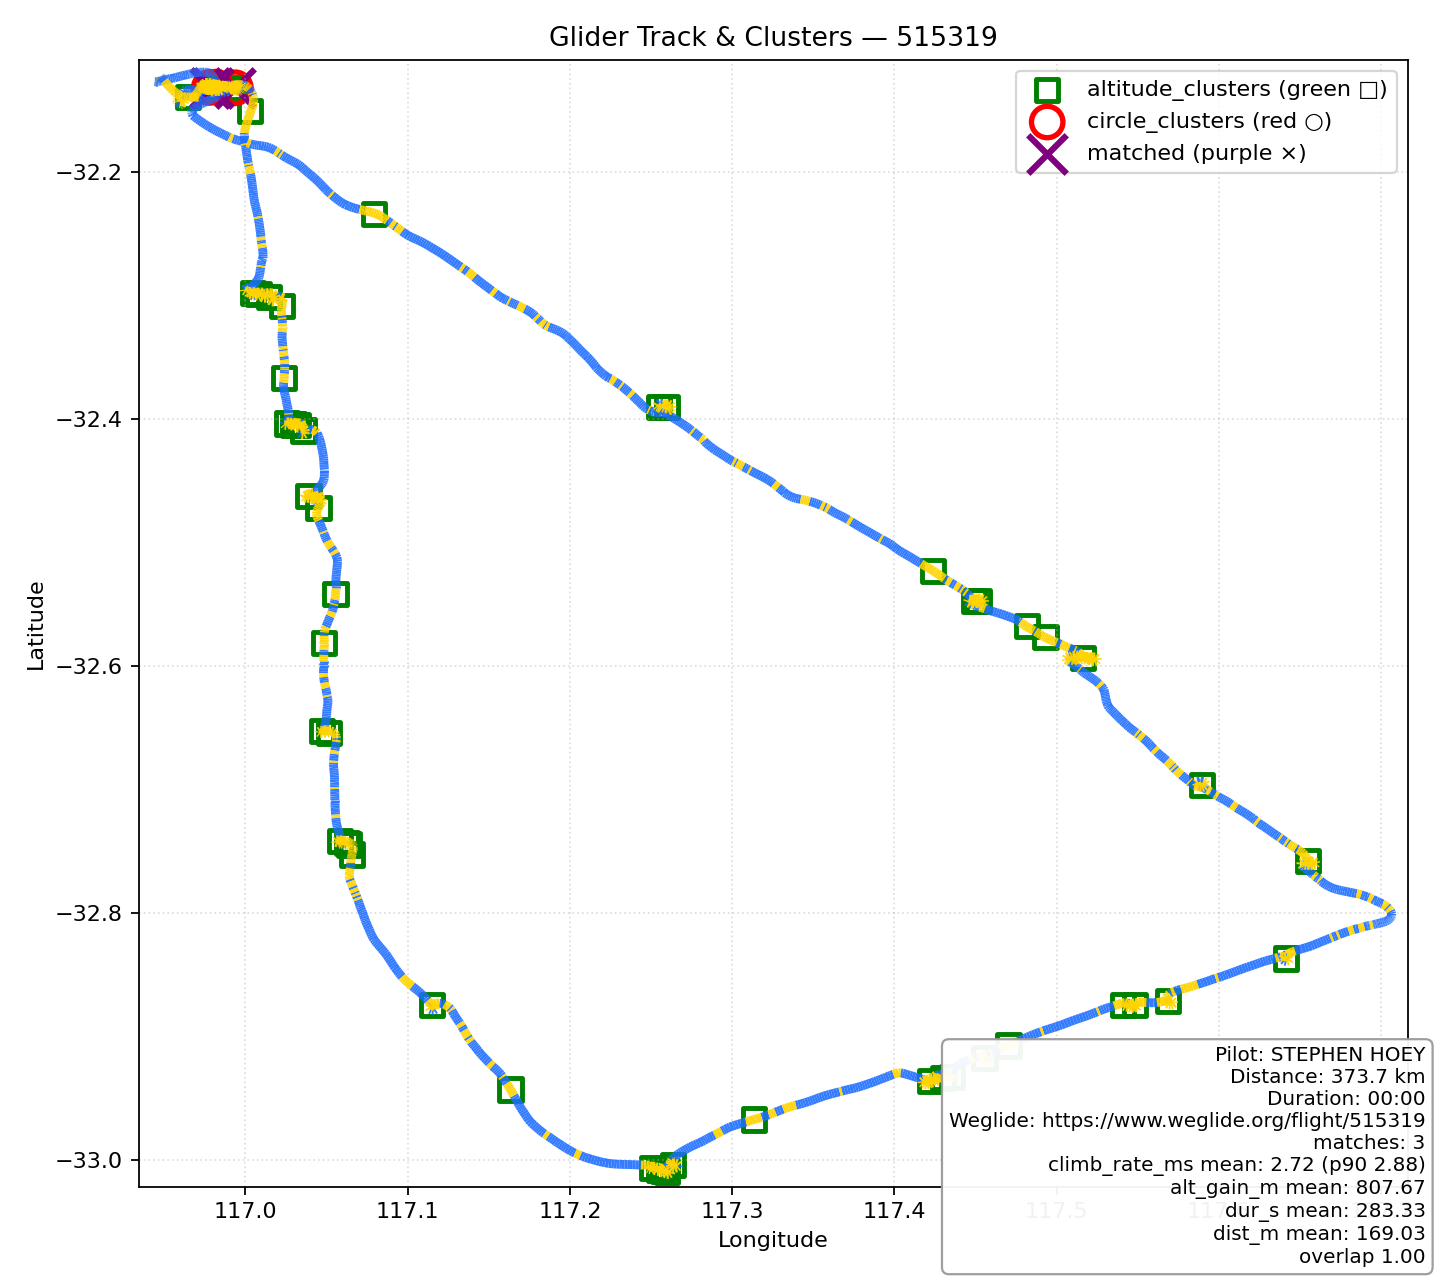 Glider Track & Clusters — 515319
altitude_clusters (green □)
circle_clusters (red ○)
matched (purple ×)
Latitude
−32.2
−32.4
−32.6
−32.8
−33.0
117.0
117.1
117.2
117.3
117.4
117.5
Longitude
Pilot: STEPHEN HOEY
Distance: 373.7 km
Duration: 00:00
Weglide: https://www.weglide.org/flight/515319
matches: 3
climb_rate_ms mean: 2.72 (p90 2.88)
alt_gain_m mean: 807.67
dur_s mean: 283.33
dist_m mean: 169.03
overlap 1.00